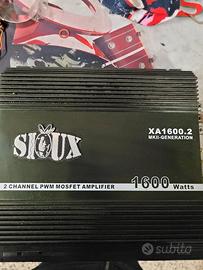 SIOUX
XA1600.2
MKII-GENERATION
2 CHANNEL PWM MOSFET AMPLIFIER
1600 Watts
subito